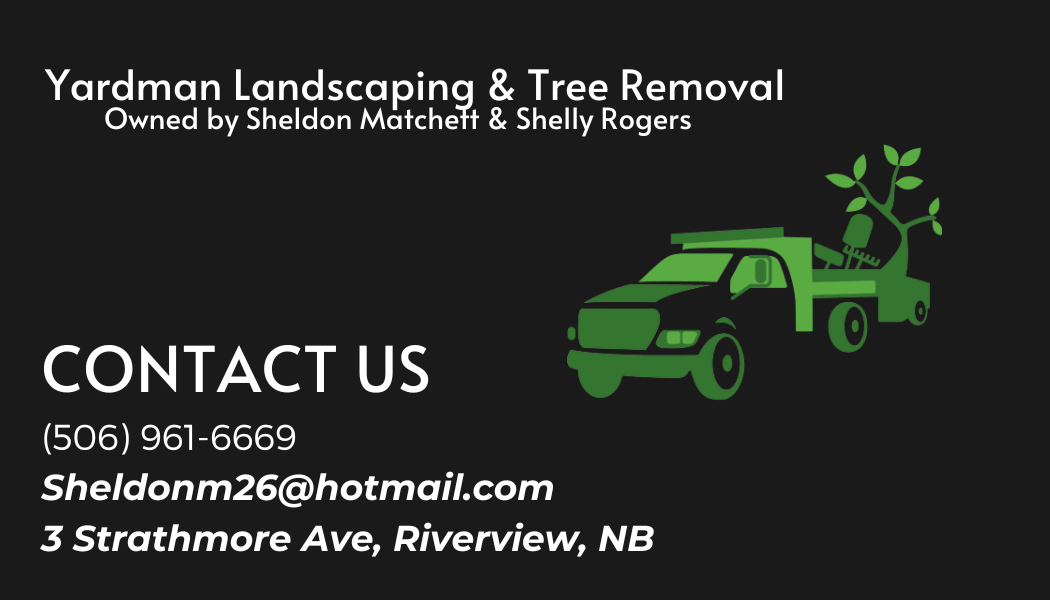 Yardman Landscaping & Tree Removal
Owned by Sheldon Matchett & Shelly Rogers
CONTACT US
(506) 961-6669
Sheldonm26@hotmail.com
3 Strathmore Ave, Riverview, NB